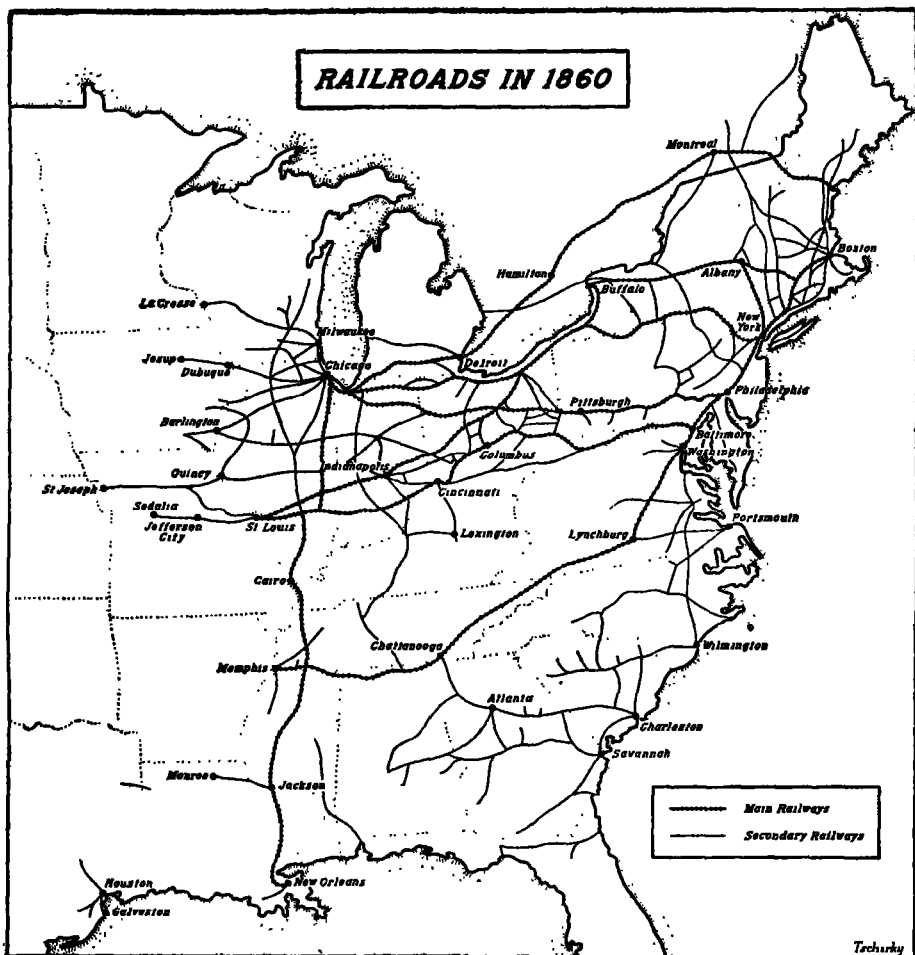 RAILROADS IN 1860
Montreal
Boston
Hamilton
Albany
Buffalo
La Crosse
New
York
Milwaukee
Jesup
Dubuque
Chicago
Detroit
Philadelphia
Pittsburgh
Burlington
Baltimore
Washington
Columbus
Indianapolis
Quincy
St Joseph
Cincinnati
Sedalia
Jefferson
City
St Louis
Portsmouth
Lexington
Lynchburg
Cairo
Chattanooga
Wilmington
Memphis
Atlanta
Charleston
Savannah
Monroe
Jackson
Main Railways
Secondary Railways
New Orleans
Houston
Galveston
Tschirky